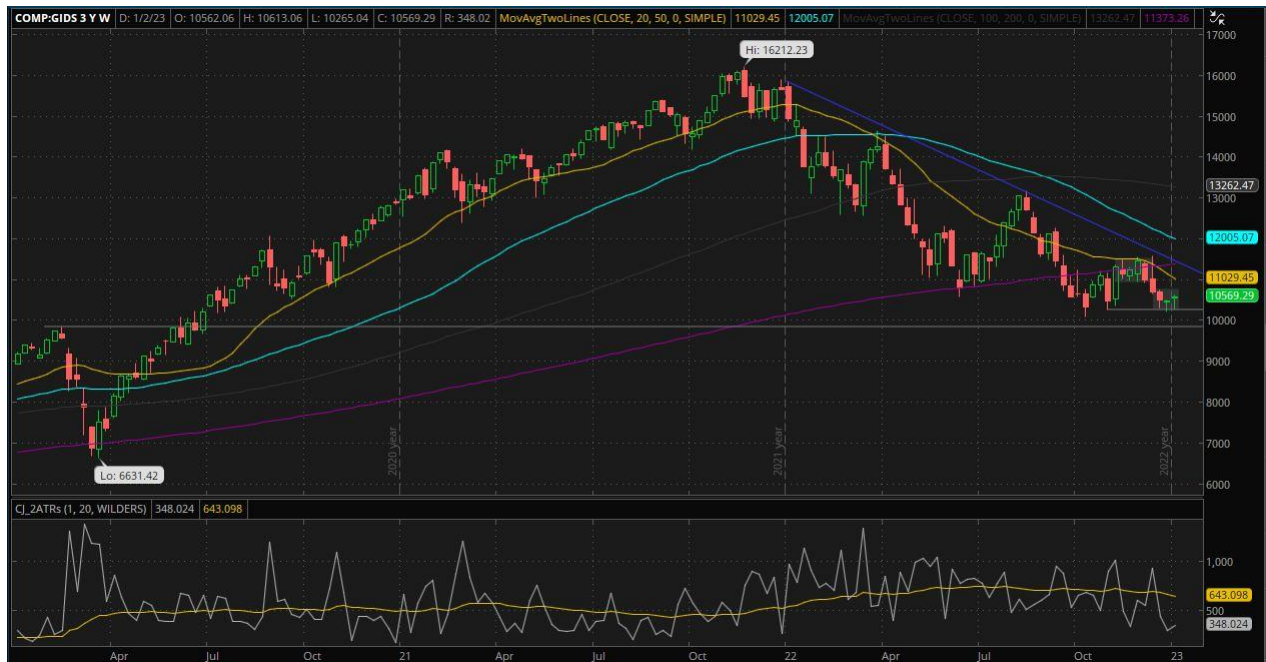 COMP:GIDS 3 Y W D: 1/2/23 O: 10562.06 H: 10613.06 L: 10265.04 C: 10569.29 R: 348.02 MovAvgTwoLines (CLOSE, 20, 50, 0, SIMPLE) 11029.45 12005.07 MovAvgTwoLines (CLOSE, 100, 200, 0, SIMPLE) 13262.47 11373.26
17000
Hi: 16212.23
16000
15000
14000
13262.47
13000
12005.07
11029.45
10569.29
10000
9000
8000
7000
2020 year
2021 year
2022 year
Lo: 6631.42
6000
CJ_2ATRs (1, 20, WILDERS) 348.024 643.098
1,000
643.098
500
348.024
Apr Jul Oct 21 Apr Jul Oct 22 Apr Jul Oct 23